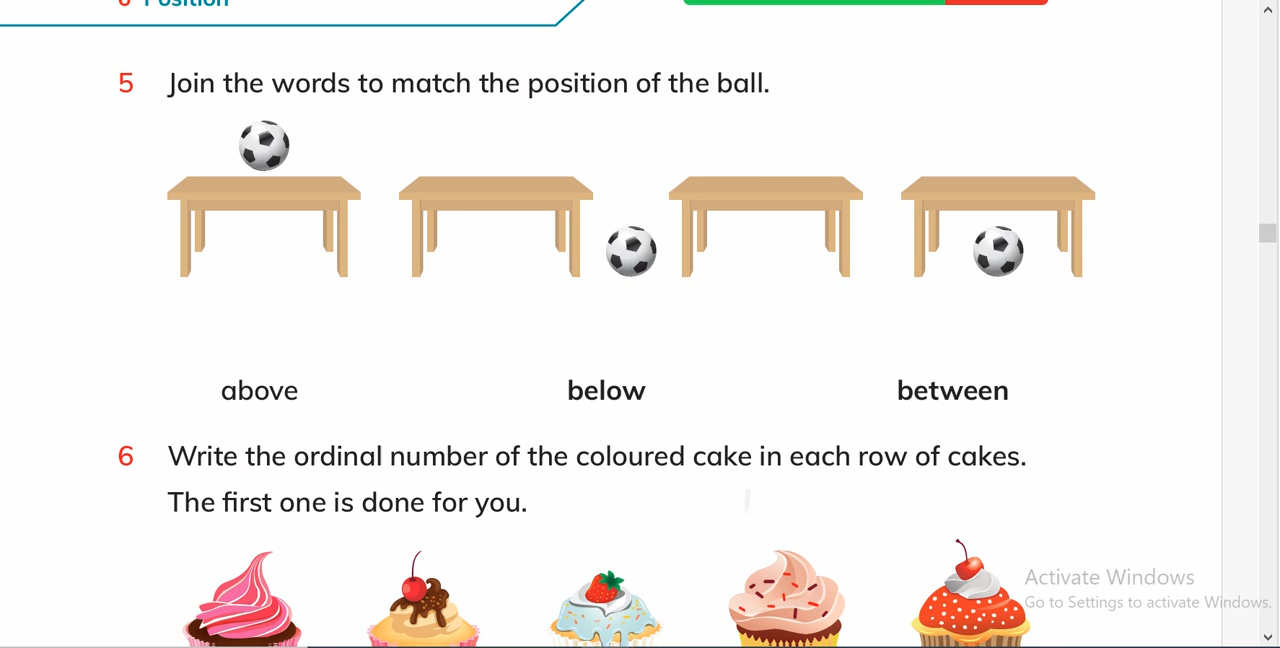 6 Position
5 Join the words to match the position of the ball.
above below between
6 Write the ordinal number of the coloured cake in each row of cakes.
The first one is done for you.
Activate Windows
Go to Settings to activate Windows.